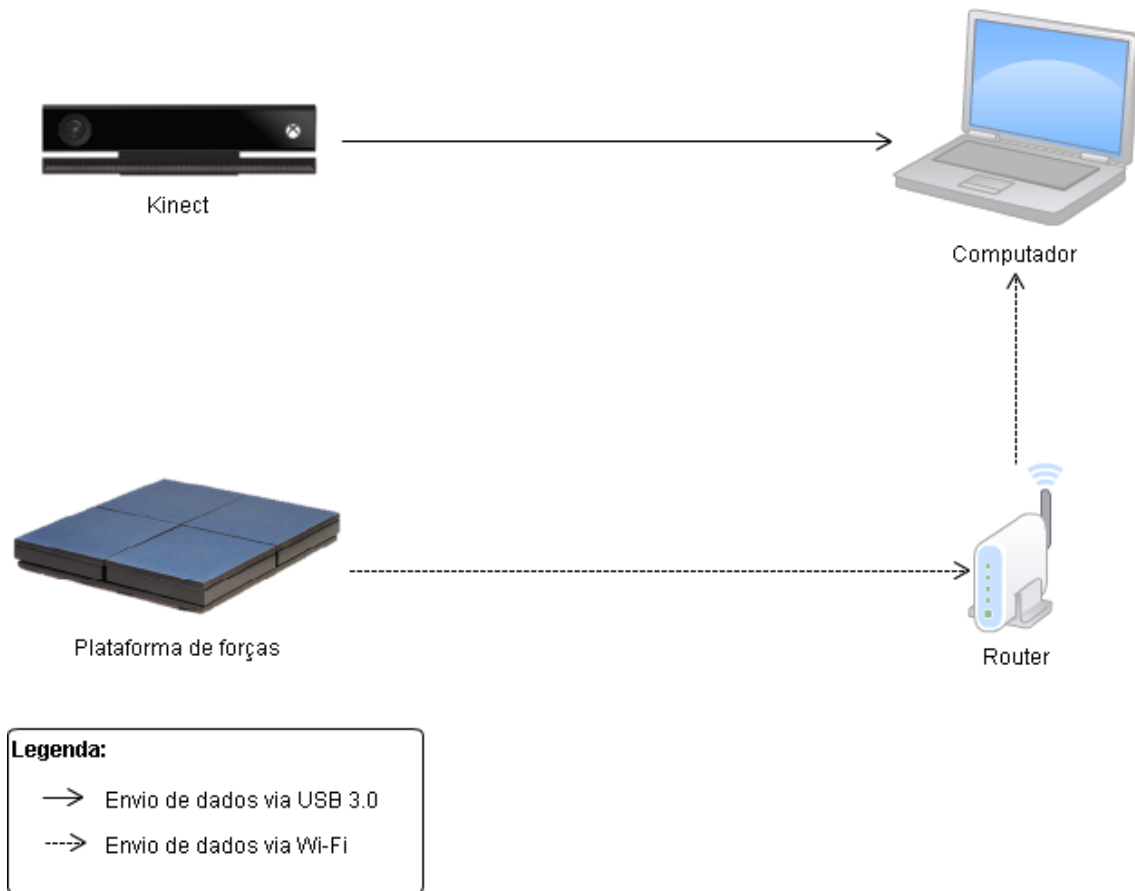 Kinect
Computador
Plataforma de forças
Router
Legenda:
Envio de dados via USB 3.0
Envio de dados via Wi-Fi